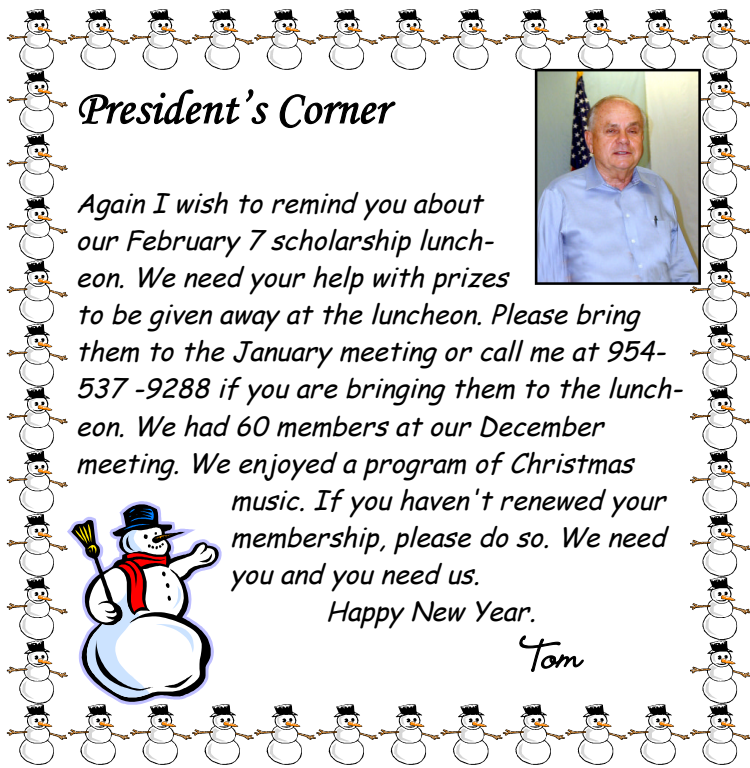 President's Corner
Again I wish to remind you about
our February 7 scholarship lunch-
eon. We need your help with prizes
to be given away at the luncheon. Please bring
them to the January meeting or call me at 954-
537 -9288 if you are bringing them to the lunch-
eon. We had 60 members at our December
meeting. We enjoyed a program of Christmas
music. If you haven't renewed your
membership, please do so. We need
you and you need us.
Happy New Year.
Tom